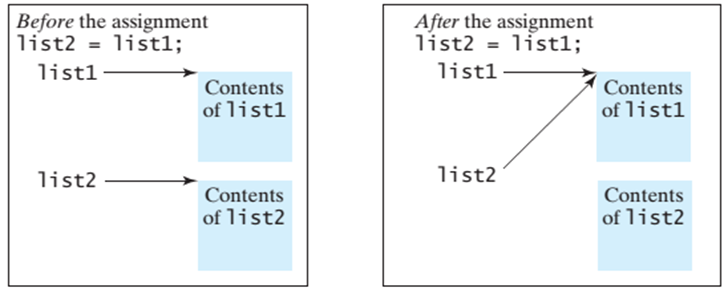 Before the assignment
list2 = list1;
list1
Contents
of list1
list2
Contents
of list2
After the assignment
list2 = list1;
list1
Contents
of list1
list2
Contents
of list2